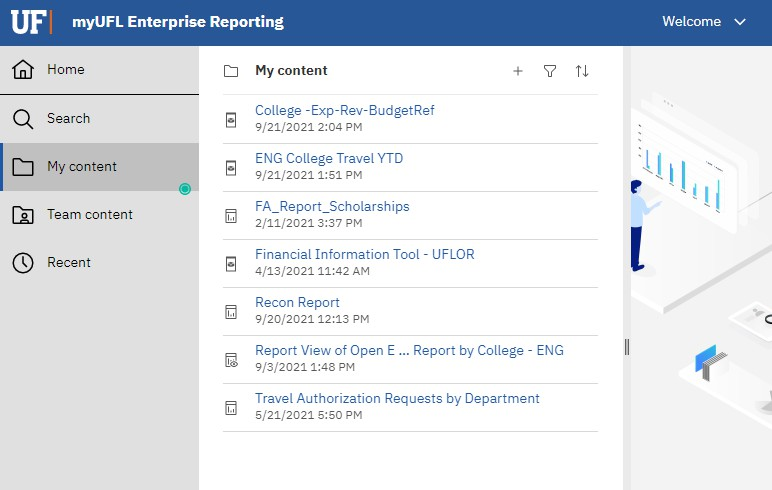 UF myUFL Enterprise Reporting Welcome
Home
Search
My content
Team content
Recent
My content
College -Exp-Rev-BudgetRef
9/21/2021 2:04 PM
ENG College Travel YTD
9/21/2021 1:51 PM
FA_Report_Scholarships
2/11/2021 3:37 PM
Financial Information Tool - UFLOR
4/13/2021 11:42 AM
Recon Report
9/20/2021 12:13 PM
Report View of Open E ... Report by College - ENG
9/3/2021 1:48 PM
Travel Authorization Requests by Department
5/21/2021 5:50 PM